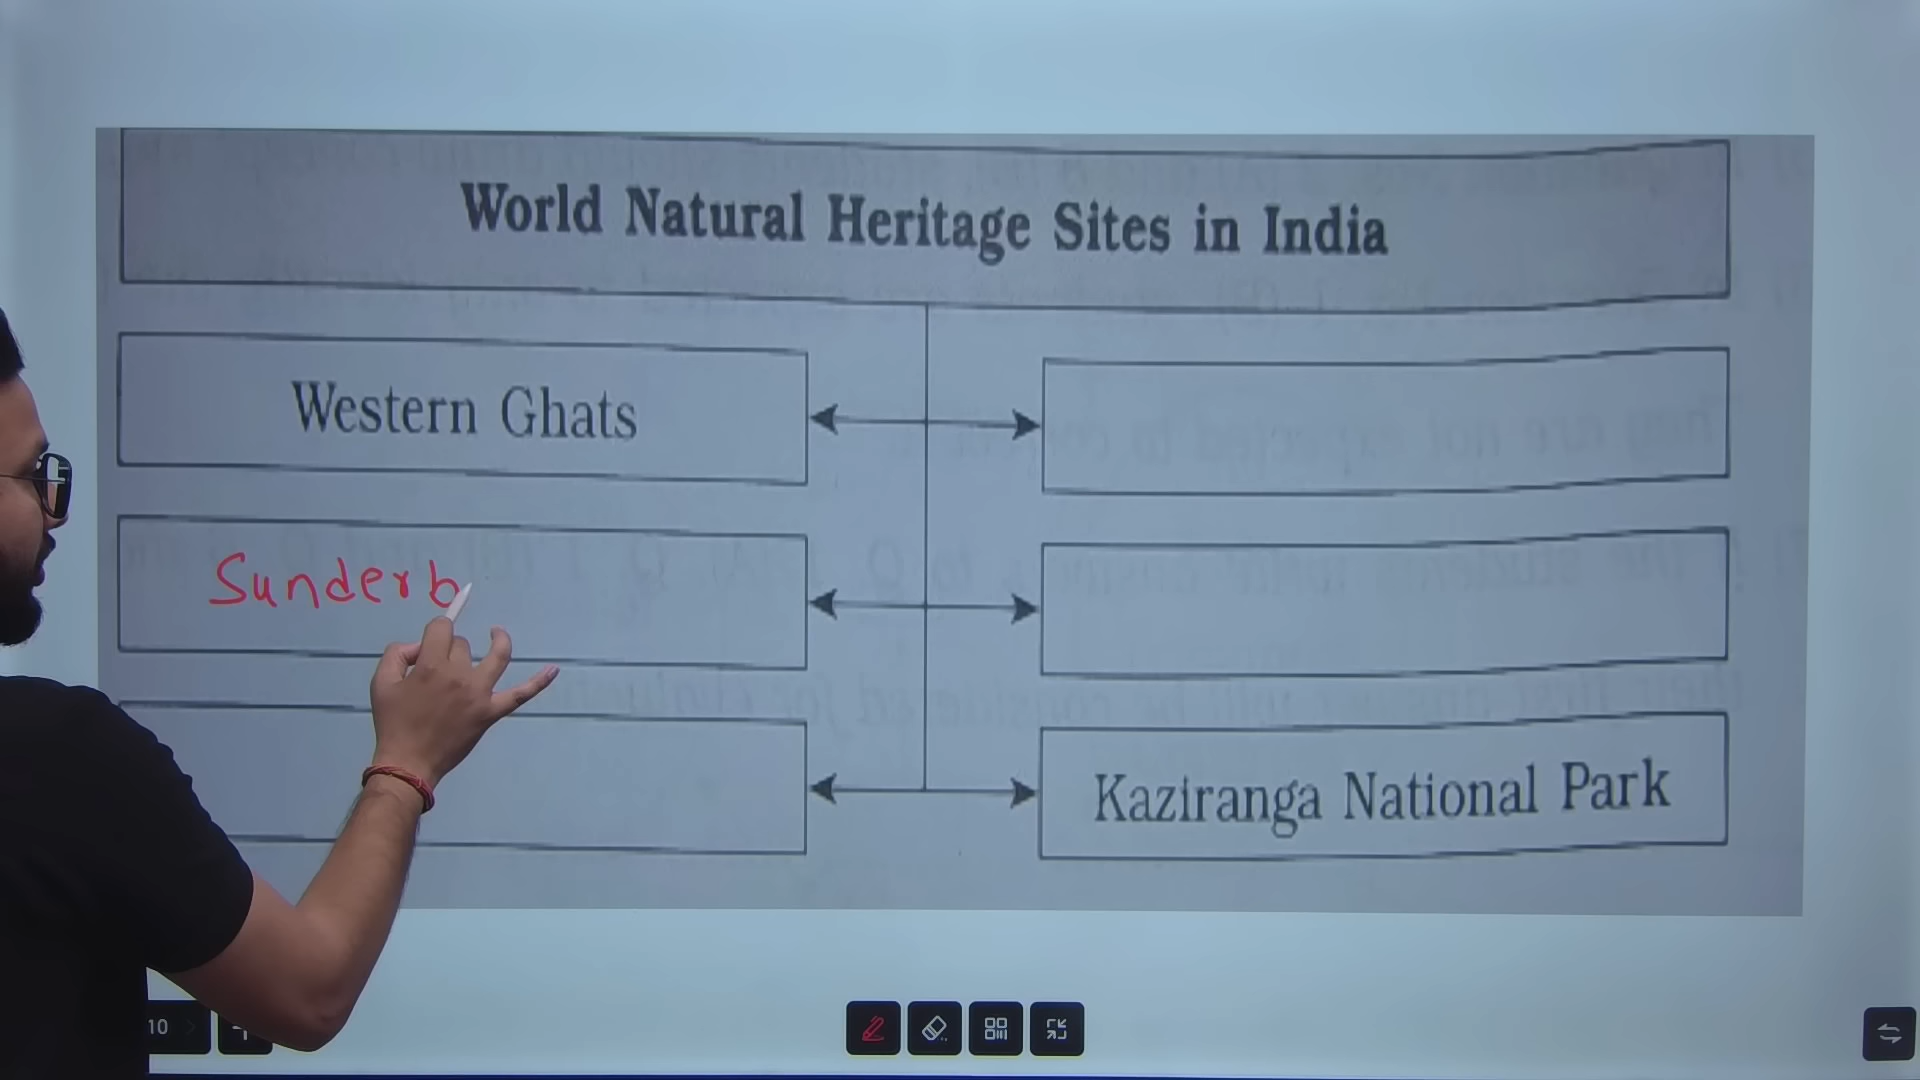 World Natural Heritage Sites in India
Western Ghats
Sunderb
Kaziranga National Park
10